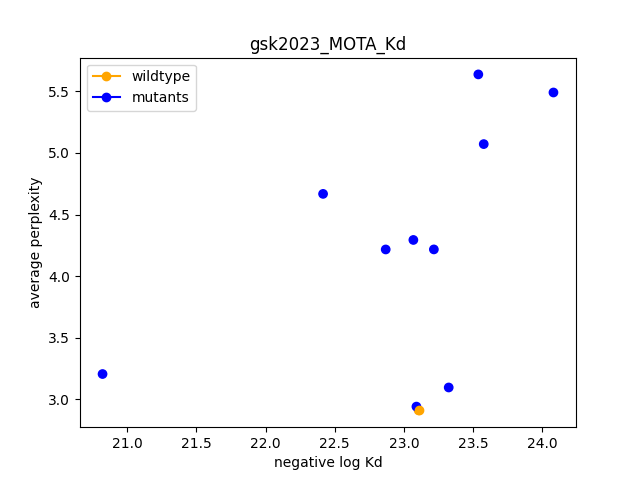 gsk2023_MOTA_Kd
wildtype
mutants
5.5
5.0
4.5
4.0
3.5
3.0
average perplexity
21.0 21.5 22.0 22.5 23.0 23.5 24.0
negative log Kd